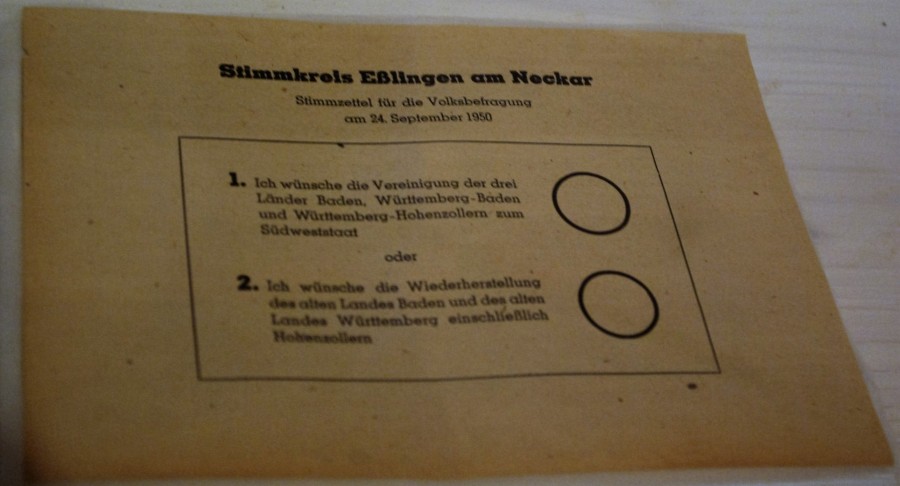 Stimmkreis Eßlingen am Neckar
Stimmzettel für die Volksbefragung
am 24. September 1950
1. Ich wünsche die Vereinigung der drei
Länder Baden, Württemberg-Baden
und Württemberg-Hohenzollern zum
Südweststaat
oder
2. Ich wünsche die Wiederherstellung
des alten Landes Baden und des alten
Landes Württemberg einschließlich
Hohenzollern